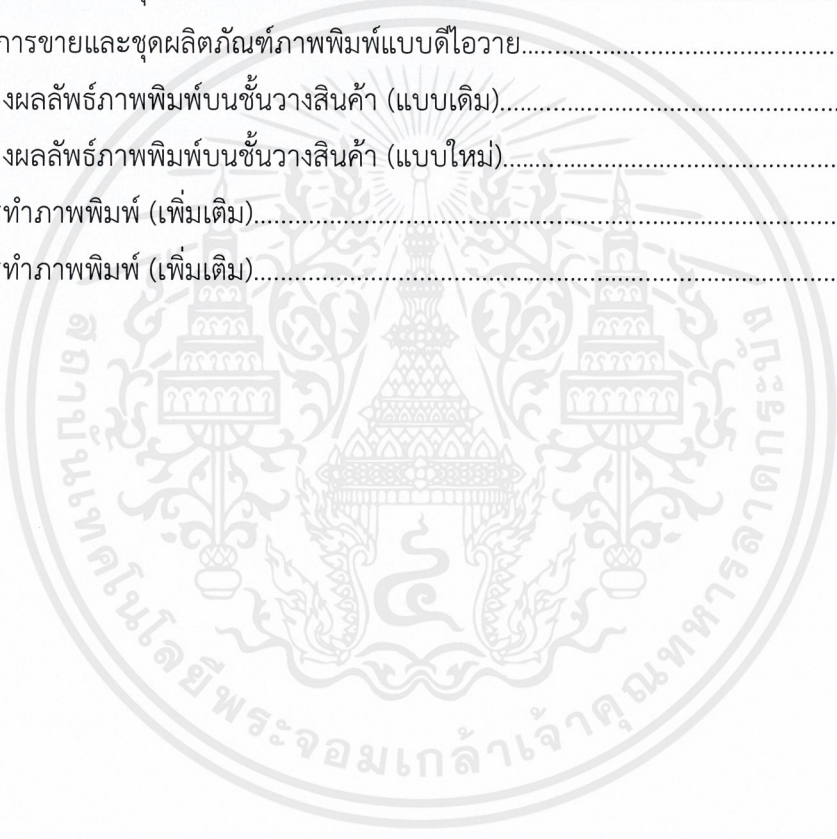 การขายและชุดผลิตภัณฑ์ภาพพิมพ์แบบดีไอวาย..........................................
งผลลัพธ์ภาพพิมพ์บนชั้นวางสินค้า (แบบเดิม)............................................
งผลลัพธ์ภาพพิมพ์บนชั้นวางสินค้า (แบบใหม่)............................................
ทำภาพพิมพ์ (เพิ่มเติม)..............................................................................
ทำภาพพิมพ์ (เพิ่มเติม)..............................................................................
สถาบันเทคโนโลยีพระจอมเกล้าเจ้าคุณทหารลาดกระบัง